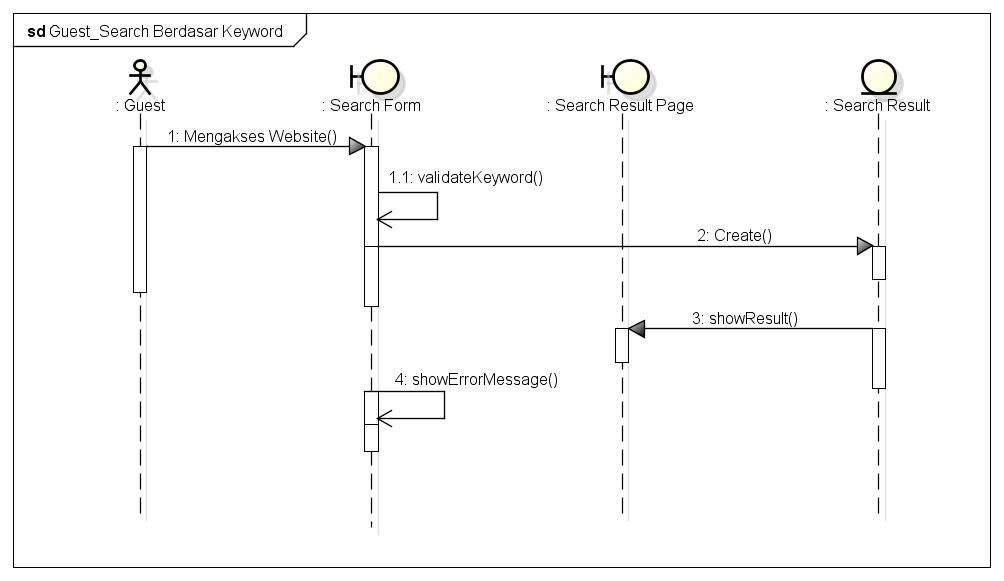 sd Guest_Search Berdasar Keyword
: Guest
: Search Form
: Search Result Page
: Search Result
1: Mengakses Website()
1.1: validateKeyword()
2: Create()
3: showResult()
4: showErrorMessage()